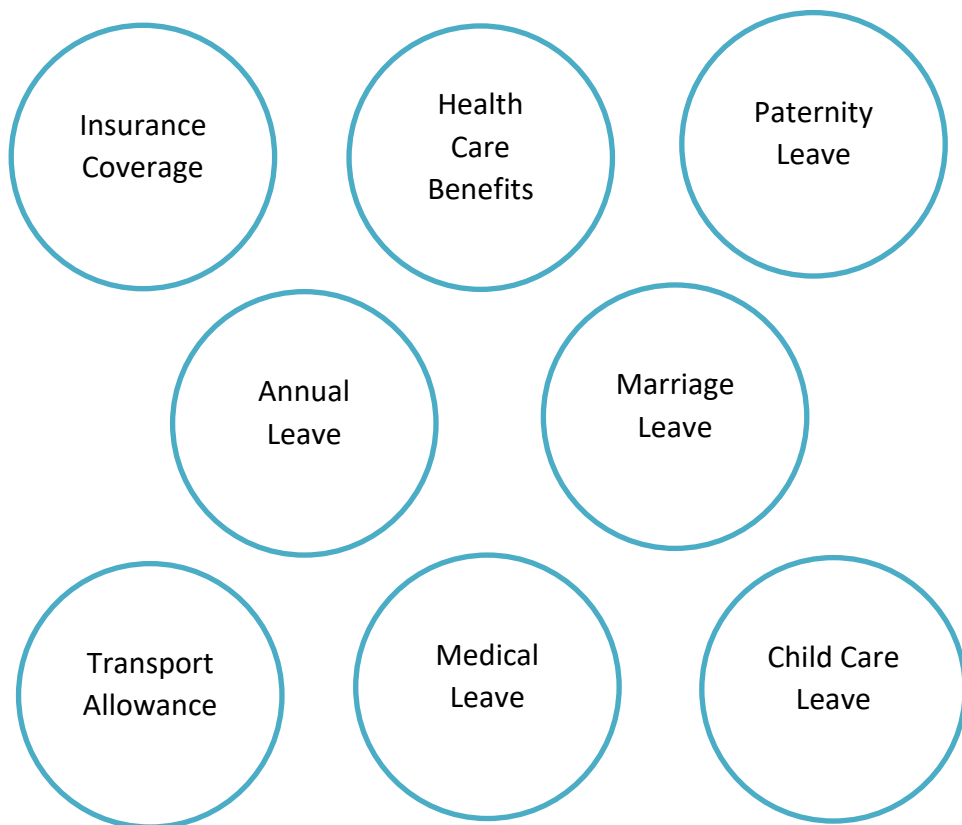 Insurance
Coverage
Health
Care
Benefits
Paternity
Leave
Annual
Leave
Marriage
Leave
Transport
Allowance
Medical
Leave
Child Care
Leave